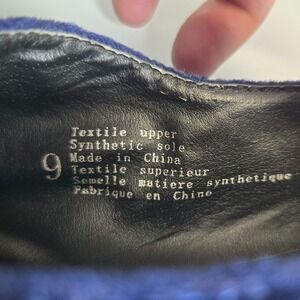 9
Textile upper
Synthetic sole
Made in China
Textile superieur
Semelle matiere synthetique
Fabrique en Chine